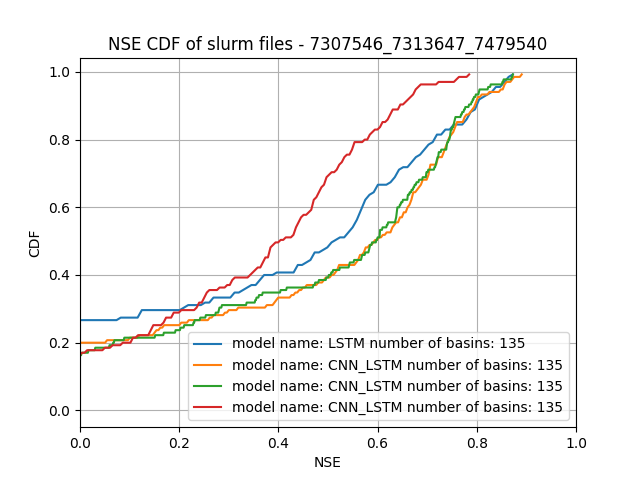 NSE CDF of slurm files - 7307546_7313647_7479540
CDF
1.0
0.8
0.6
0.4
0.2
0.0
model name: LSTM number of basins: 135
model name: CNN_LSTM number of basins: 135
model name: CNN_LSTM number of basins: 135
model name: CNN_LSTM number of basins: 135
0.0 0.2 0.4 0.6 0.8 1.0
NSE